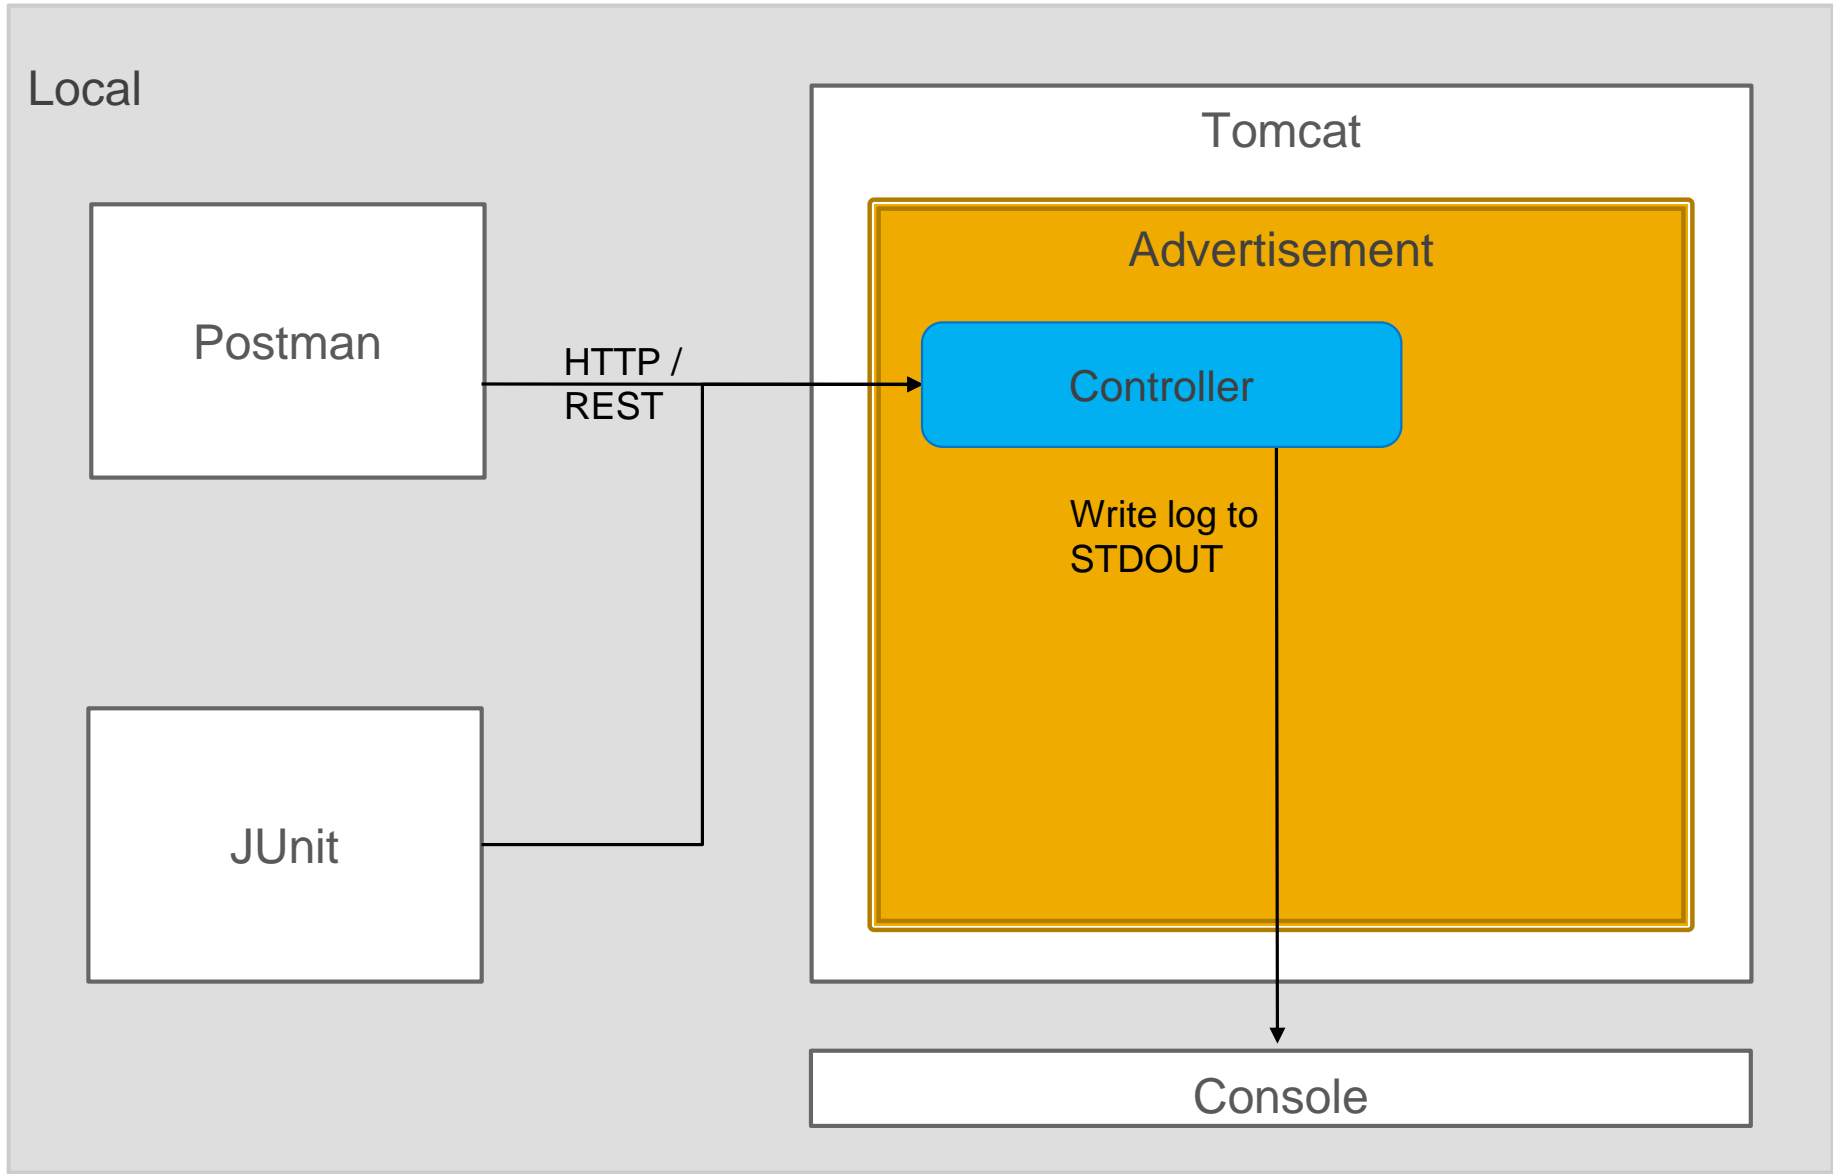 Local
Tomcat
Advertisement
Postman
HTTP /
REST
Controller
Write log to
STDOUT
JUnit
Console